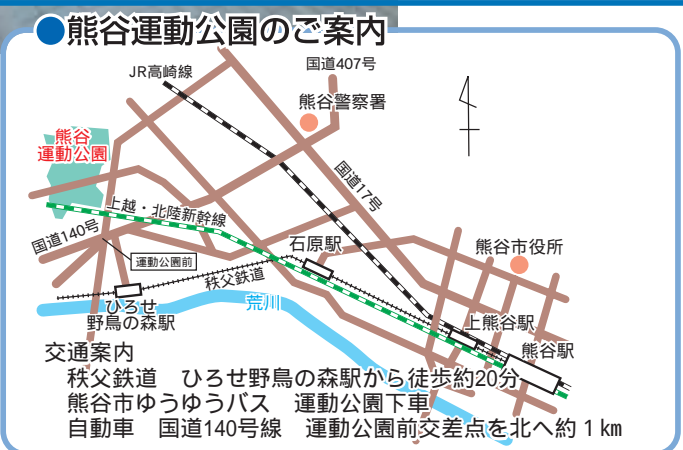 ●熊谷運動公園のご案内
国道407号
JR高崎線
熊谷警察署
熊谷
運動公園
国道17号
上越・北陸新幹線
国道140号
石原駅
熊谷市役所
運動公園前
秩父鉄道
荒川
ひろせ
野鳥の森駅
上熊谷駅
熊谷駅
交通案内
秩父鉄道　ひろせ野鳥の森駅から徒歩約20分
熊谷市ゆうゆうバス　運動公園下車
自動車　国道140号線　運動公園前交差点を北へ約１km